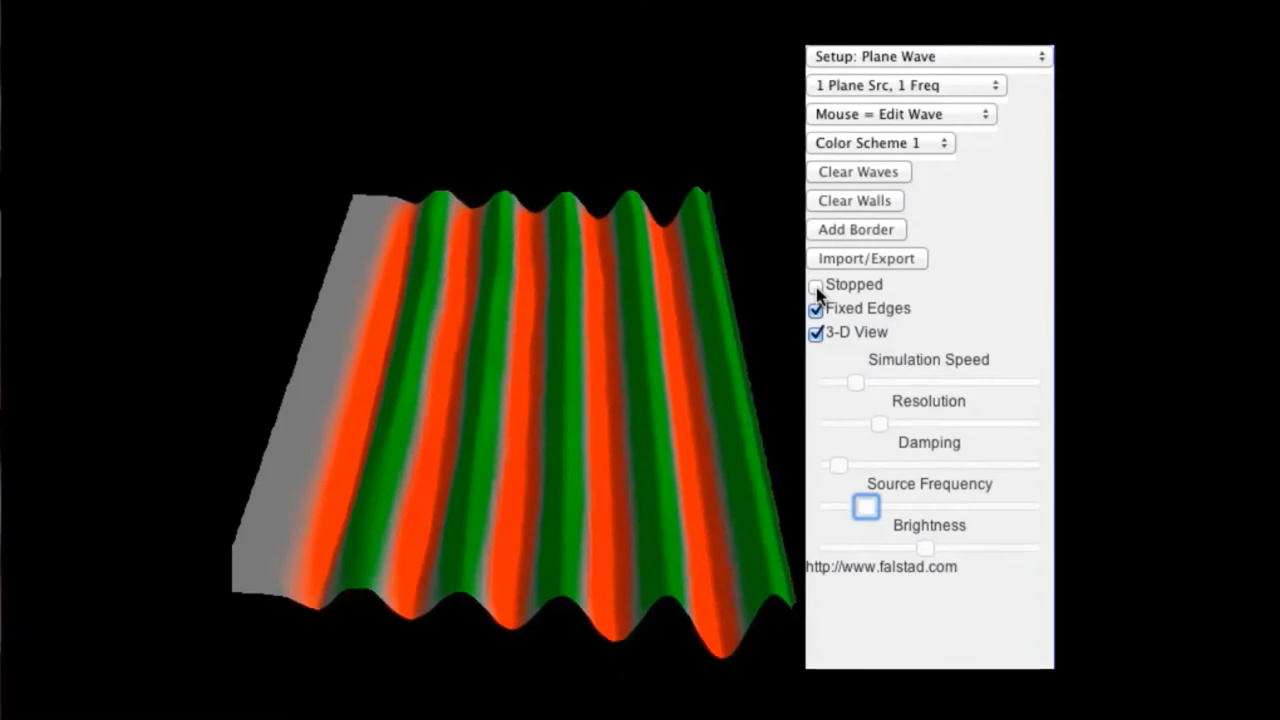 Setup: Plane Wave
1 Plane Src, 1 Freq
Mouse = Edit Wave
Color Scheme 1
Clear Waves
Clear Walls
Add Border
Import/Export
Stopped
Fixed Edges
3-D View
Simulation Speed
Resolution
Damping
Source Frequency
Brightness
http://www.falstad.com